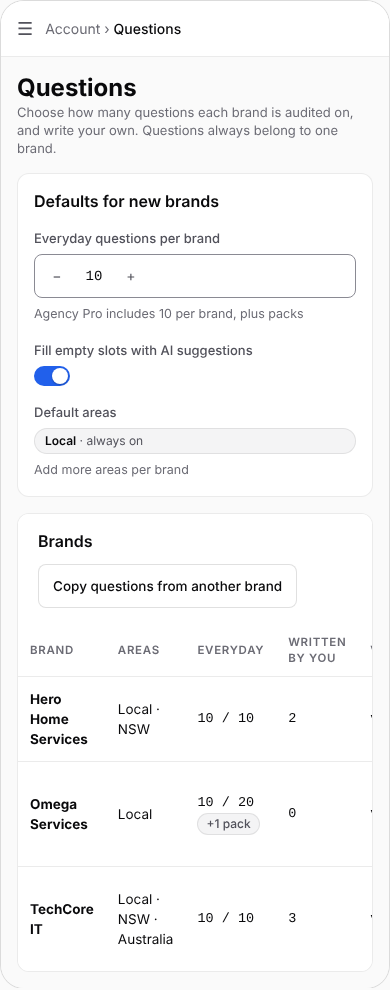 ☰ Account › Questions
Questions
Choose how many questions each brand is audited on,
and write your own. Questions always belong to one
brand.
Defaults for new brands
Everyday questions per brand
− 10 +
Agency Pro includes 10 per brand, plus packs
Fill empty slots with AI suggestions
Default areas
Local · always on
Add more areas per brand
Brands
Copy questions from another brand
BRAND AREAS EVERYDAY WRITTEN
BY YOU
Hero
Home
Services
Local ·
NSW
10 / 10
2
Omega
Services
Local
10 / 20
+1 pack
0
TechCore
IT
Local ·
NSW ·
Australia
10 / 10
3